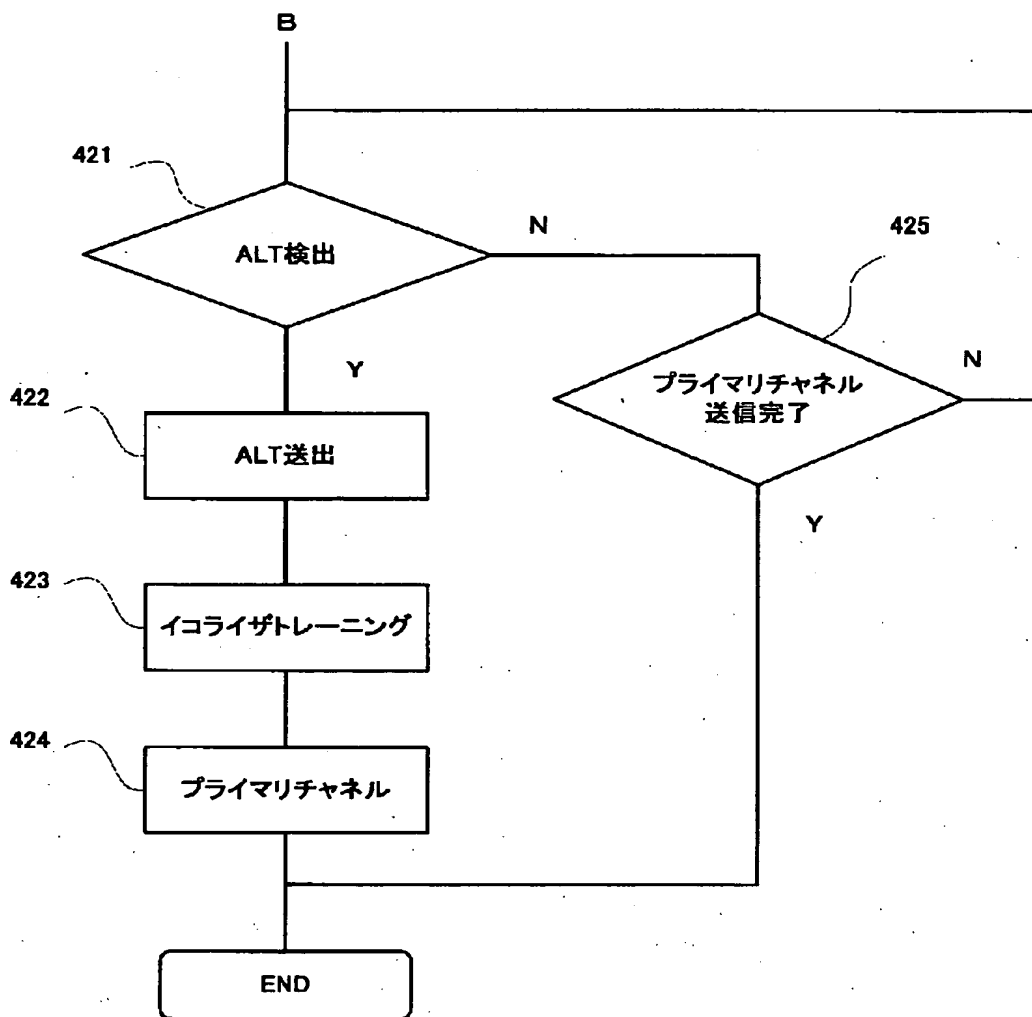 B
421
ALT検出
N
425
Y
プライマリチャネル
送信完了
N
422
ALT送出
Y
423
イコライザトレーニング
424
プライマリチャネル
END